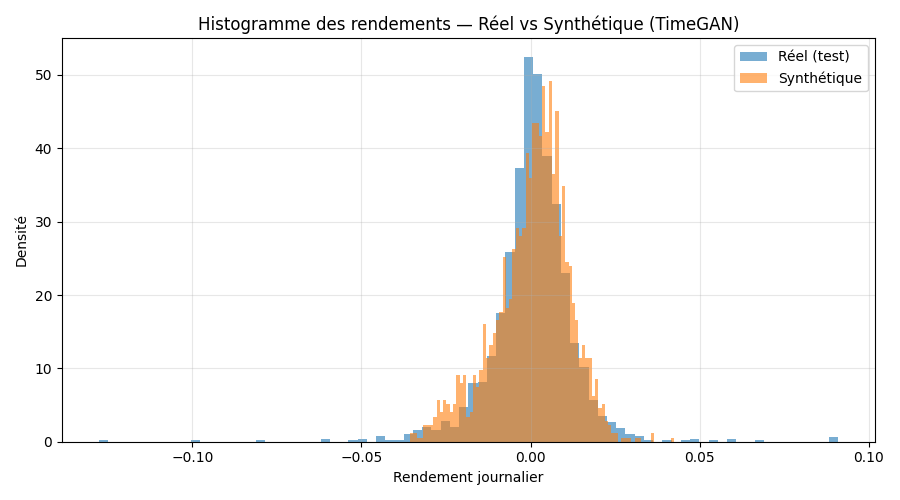 Histogramme des rendements — Réel vs Synthétique (TimeGAN)
Réel (test)
Synthétique
Densité
50
40
30
20
10
0
−0.10
−0.05
0.00
0.05
0.10
Rendement journalier